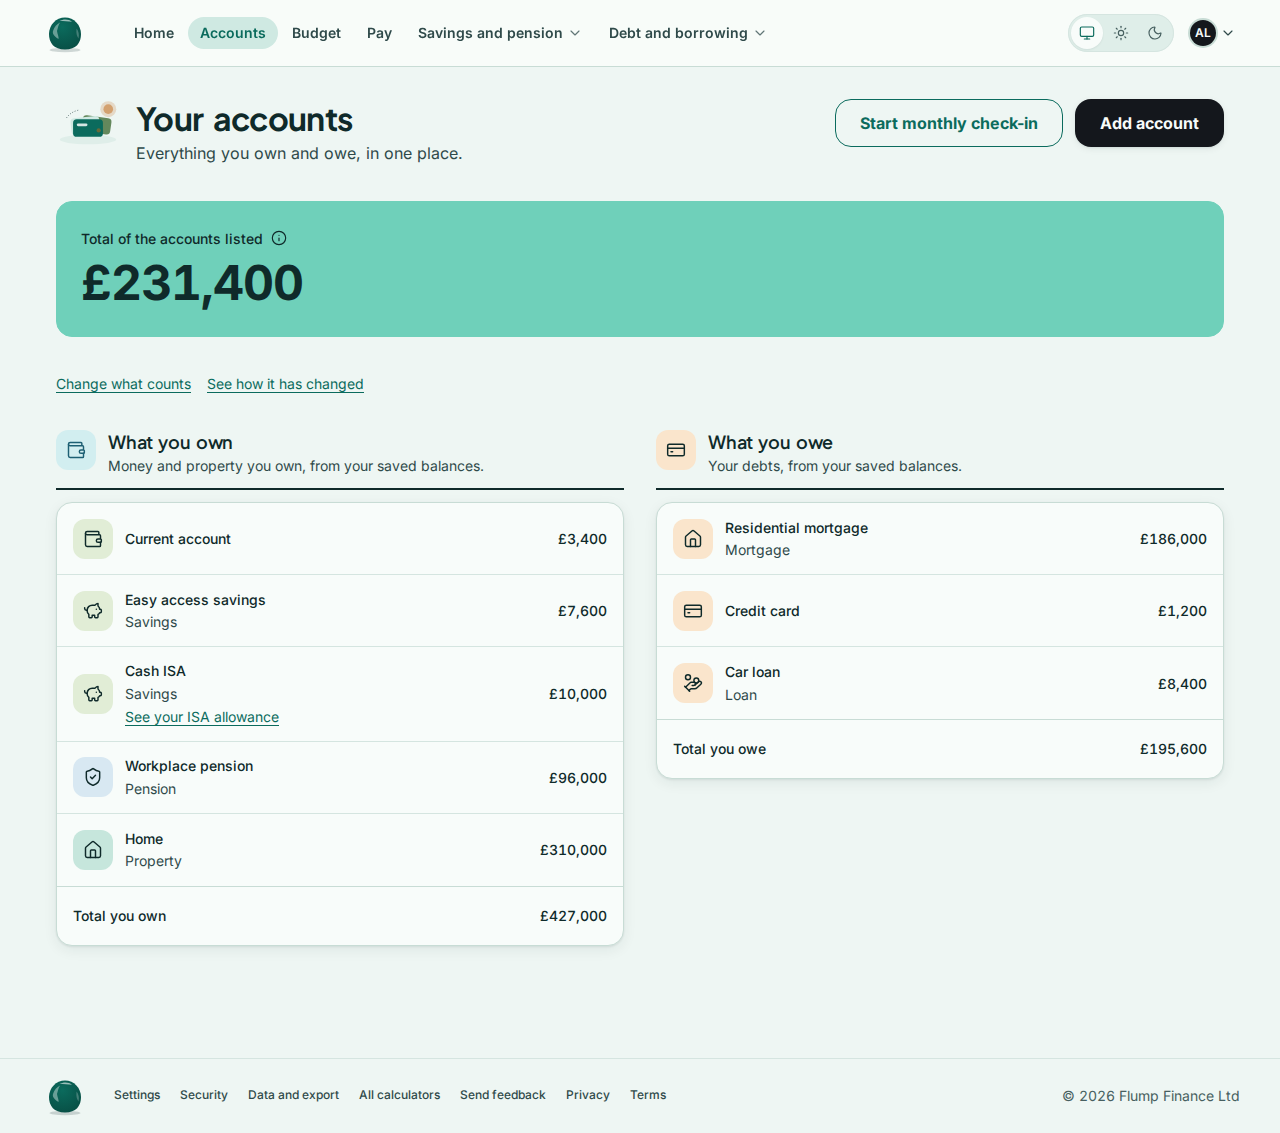 Home
Accounts
Budget
Pay
Savings and pension
Debt and borrowing
AL
Your accounts
Everything you own and owe, in one place.
Start monthly check-in
Add account
Total of the accounts listed
£231,400
Change what counts
See how it has changed
What you own
Money and property you own, from your saved balances.
Current account
£3,400
Easy access savings
Savings
£7,600
Cash ISA
Savings
See your ISA allowance
£10,000
Workplace pension
Pension
£96,000
Home
Property
£310,000
Total you own
£427,000
What you owe
Your debts, from your saved balances.
Residential mortgage
Mortgage
£186,000
Credit card
£1,200
Car loan
Loan
£8,400
Total you owe
£195,600
Settings
Security
Data and export
All calculators
Send feedback
Privacy
Terms
© 2026 Flump Finance Ltd